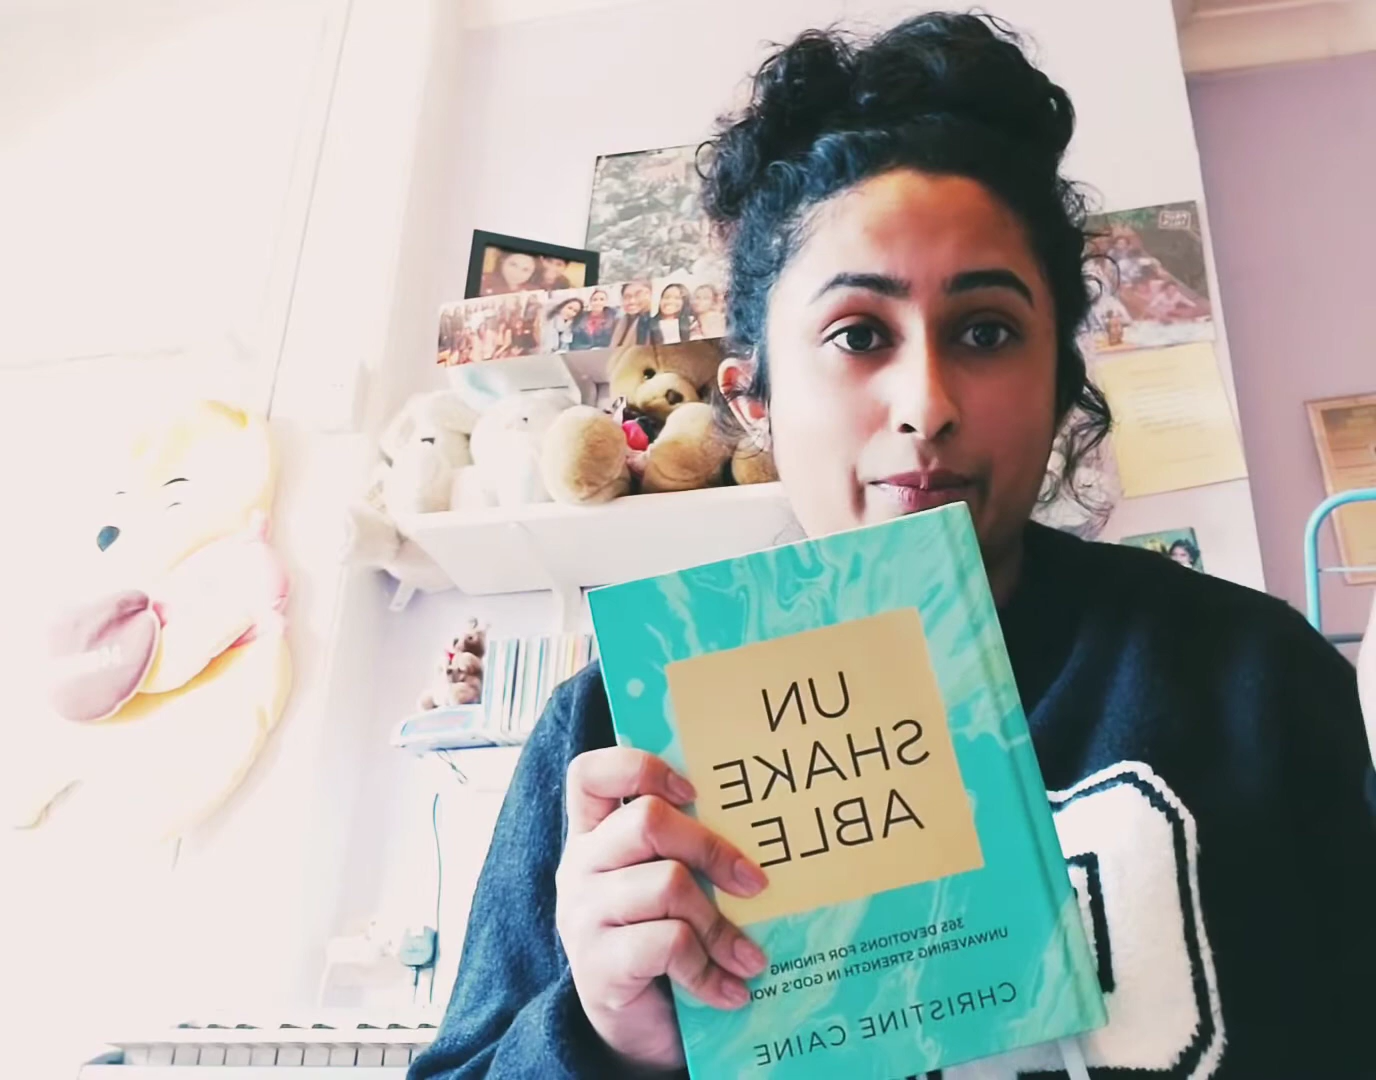 UN
SHAKE
ABLE
365 DEVOTIONS FOR FINDING
UNWAVERING STRENGTH IN GOD'S
CHRISTINE CAINE